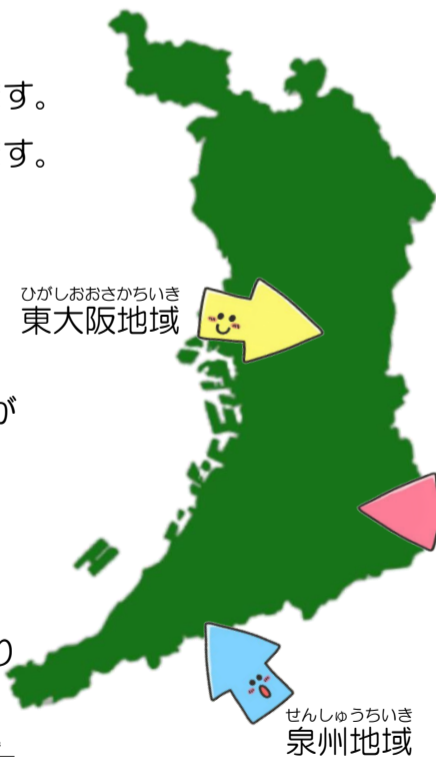 す。
す。
ひがしおおさかちいき
東大阪地域
が
り
せんしゅうちいき
泉州地域